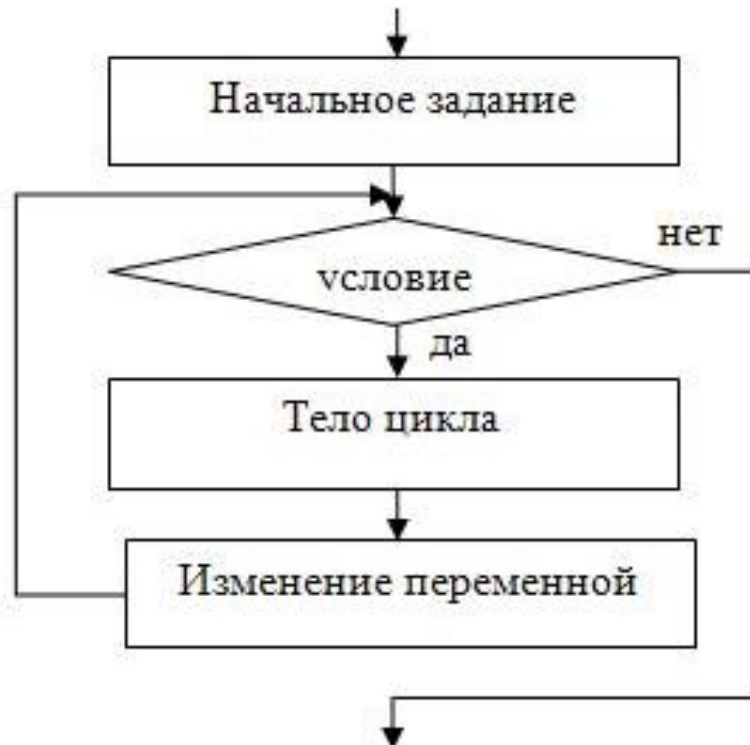 Начальное задание
нет
условие
да
Тело цикла
Изменение переменной